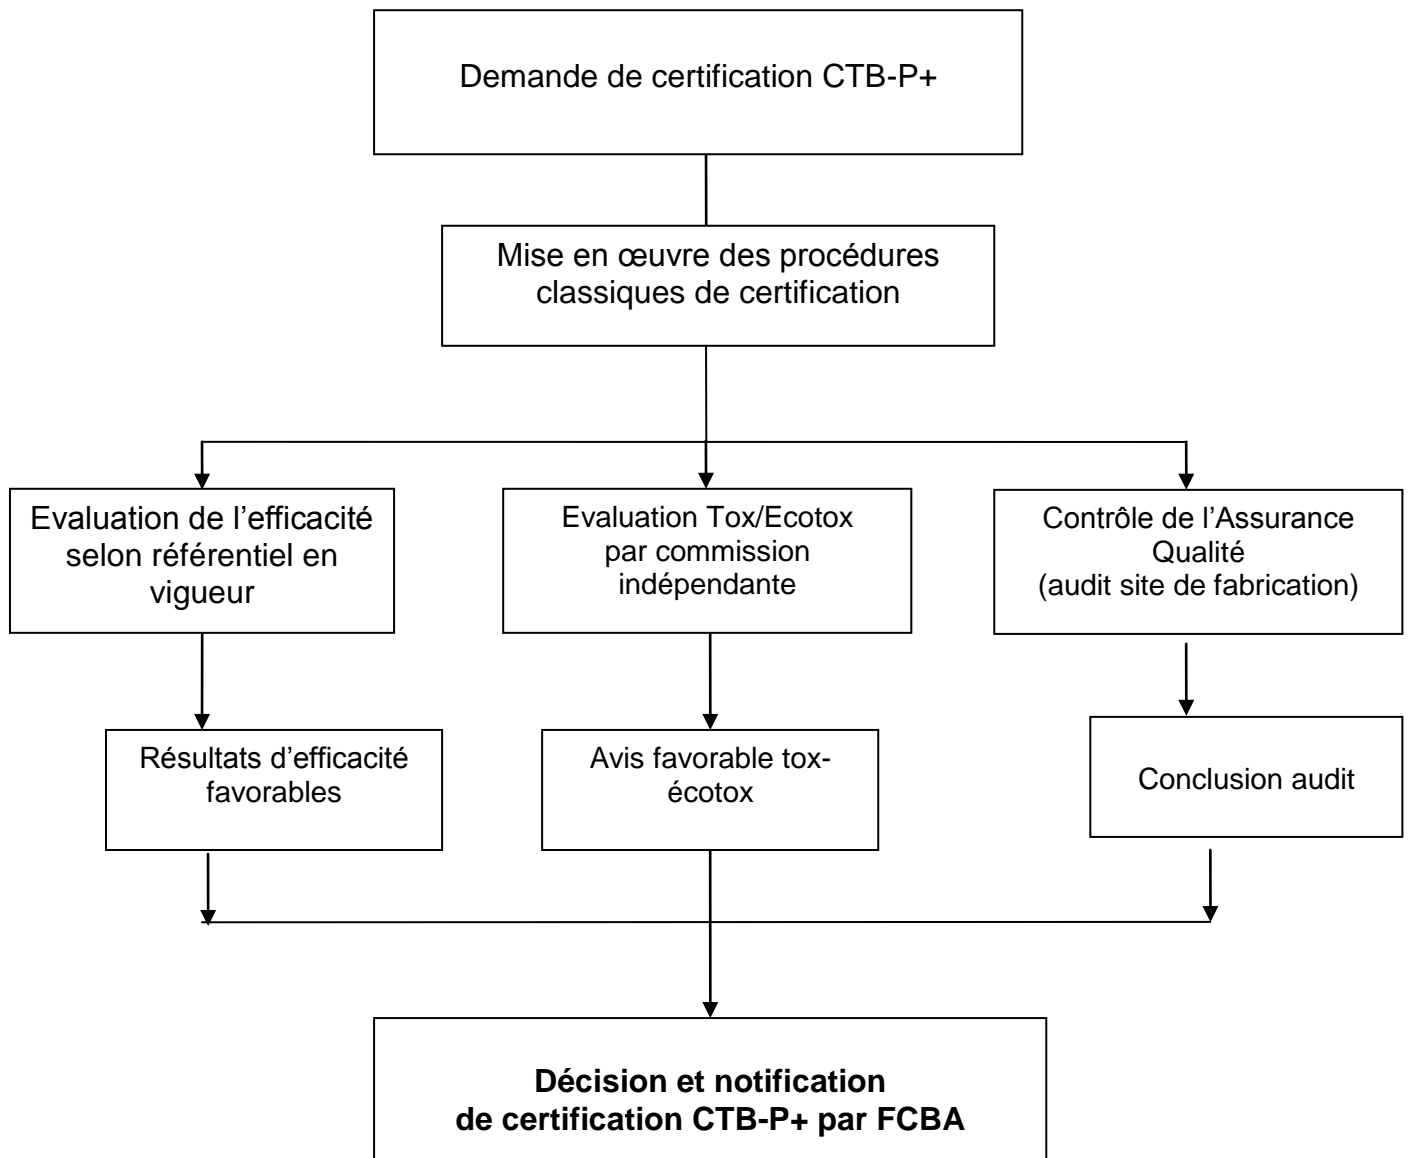 Demande de certification CTB-P+
Mise en œuvre des procédures
classiques de certification
Evaluation de l’efficacité
selon référentiel en
vigueur
Evaluation Tox/Ecotox
par commission
indépendante
Contrôle de l’Assurance
Qualité
(audit site de fabrication)
Résultats d’efficacité
favorables
Avis favorable tox-
écotox
Conclusion audit
Décision et notification
de certification CTB-P+ par FCBA